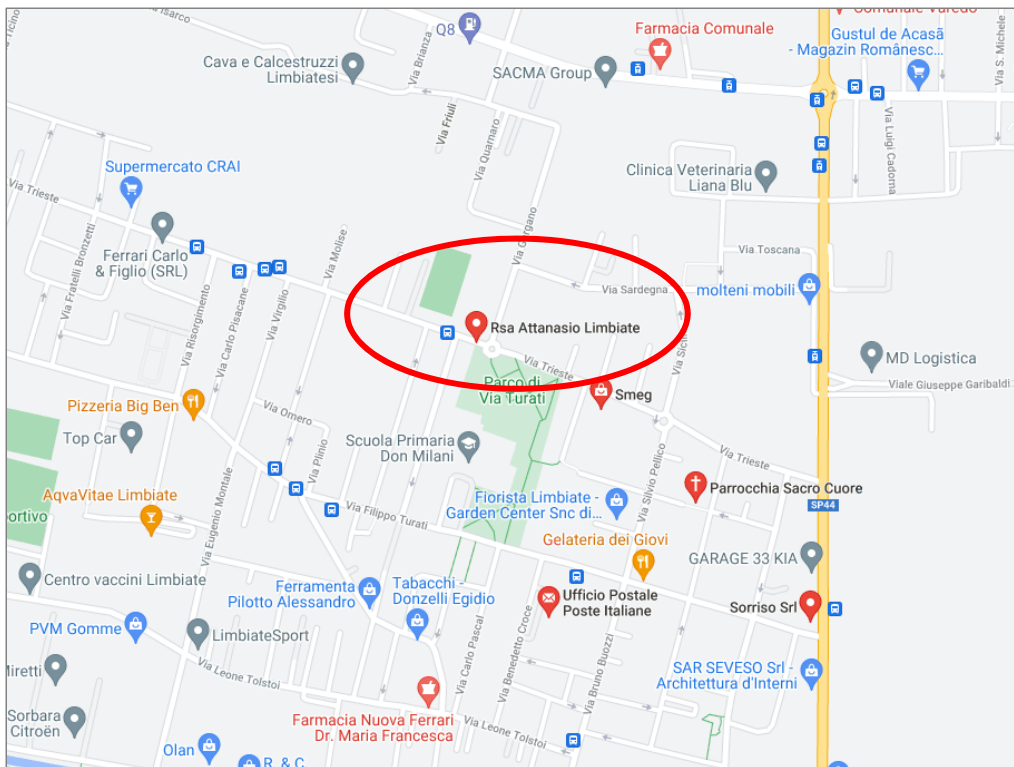 Via Isarco
Q8
Farmacia Comunale
Comunale Varedo
Gustul de Acasă
- Magazin Românesc...
Via Ticino
Via Brianza
Cava e Calcestruzzi
Limbiatesi
SACMA Group
Via S. Michele
Via Friuli
Via Quarnaro
Via Luigi Cadorna
Supermercato CRAI
Clinica Veterinaria
Liana Blu
Via Trieste
Via Fratelli Bronzetti
Ferrari Carlo
& Figlio (SRL)
Via Molise
Via Gargano
Via Toscana
Via Sardegna
molteni mobili
Via Risorgimento
Via Carlo Pisacane
Via Virgilio
Rsa Attanasio Limbiate
MD Logistica
Via Trieste
Parco di
Via Turati
Smeg
Viale Giuseppe Garibaldi
Pizzeria Big Ben
Via Omero
Top Car
Via Plinio
Scuola Primaria
Don Milani
Via Silvio Pellico
Via Trieste
AqvaVitae Limbiate
Via Eugenio Montale
Parrocchia Sacro Cuore
ortivo
Via Filippo Turati
Fiorista Limbiate -
Garden Center Snc di...
SP44
Gelateria dei Giovi
GARAGE 33 KIA
Centro vaccini Limbiate
Ferramenta
Pilotto Alessandro
Tabacchi -
Donzelli Egidio
Ufficio Postale
Poste Italiane
Sorriso Srl
PVM Gomme
LimbiateSport
Via Carlo Pascal
Via Benedetto Croce
Via Bruno Buozzi
Miretti
Via Leone Tolstoi
SAR SEVESO Srl -
Architettura d'Interni
Sorbara
Citroën
Farmacia Nuova Ferrari
Dr. Maria Francesca
Via Leone Tolstoi
Olan
R. & C.